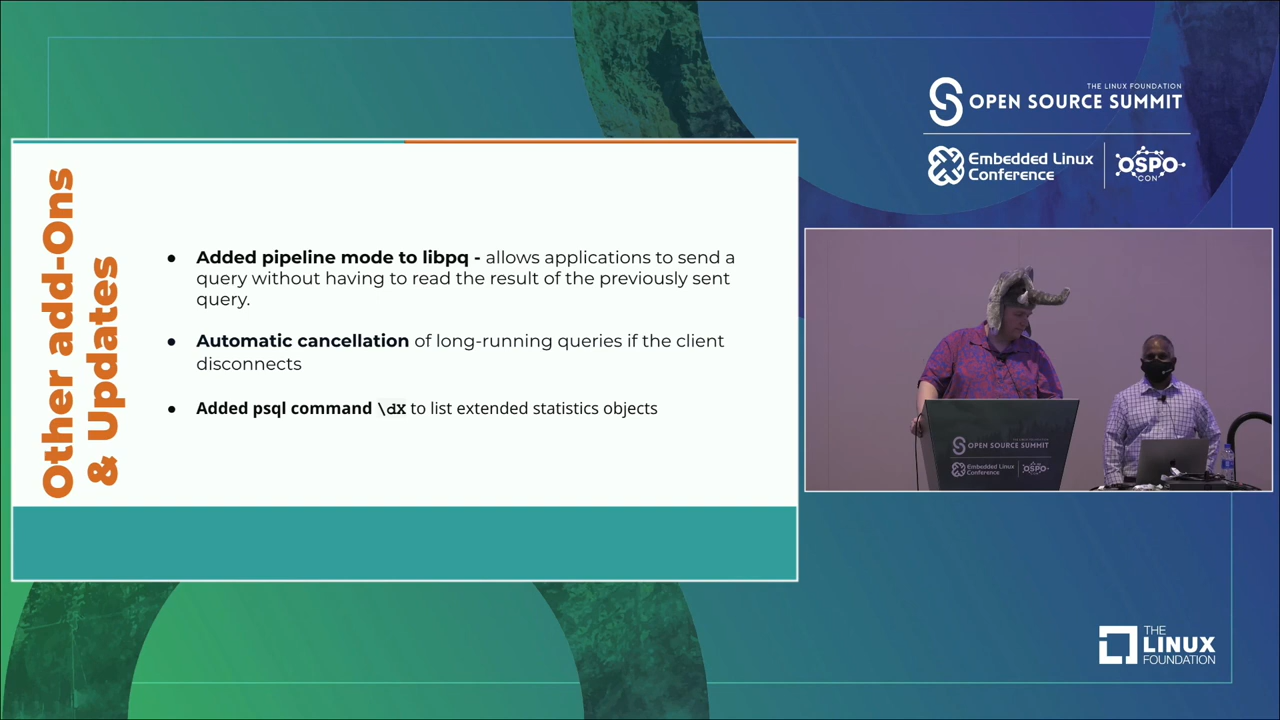 Other add-Ons
& Updates
● Added pipeline mode to libpq - allows applications to send a
query without having to read the result of the previously sent
query.
● Automatic cancellation of long-running queries if the client
disconnects
● Added psql command \dX to list extended statistics objects
THE LINUX FOUNDATION
OPEN SOURCE SUMMIT
Embedded Linux
Conference
OSPO
CON
OPEN SOURCE SUMMIT
Embedded Linux
Conference
OSPO
THE
LINUX
FOUNDATION